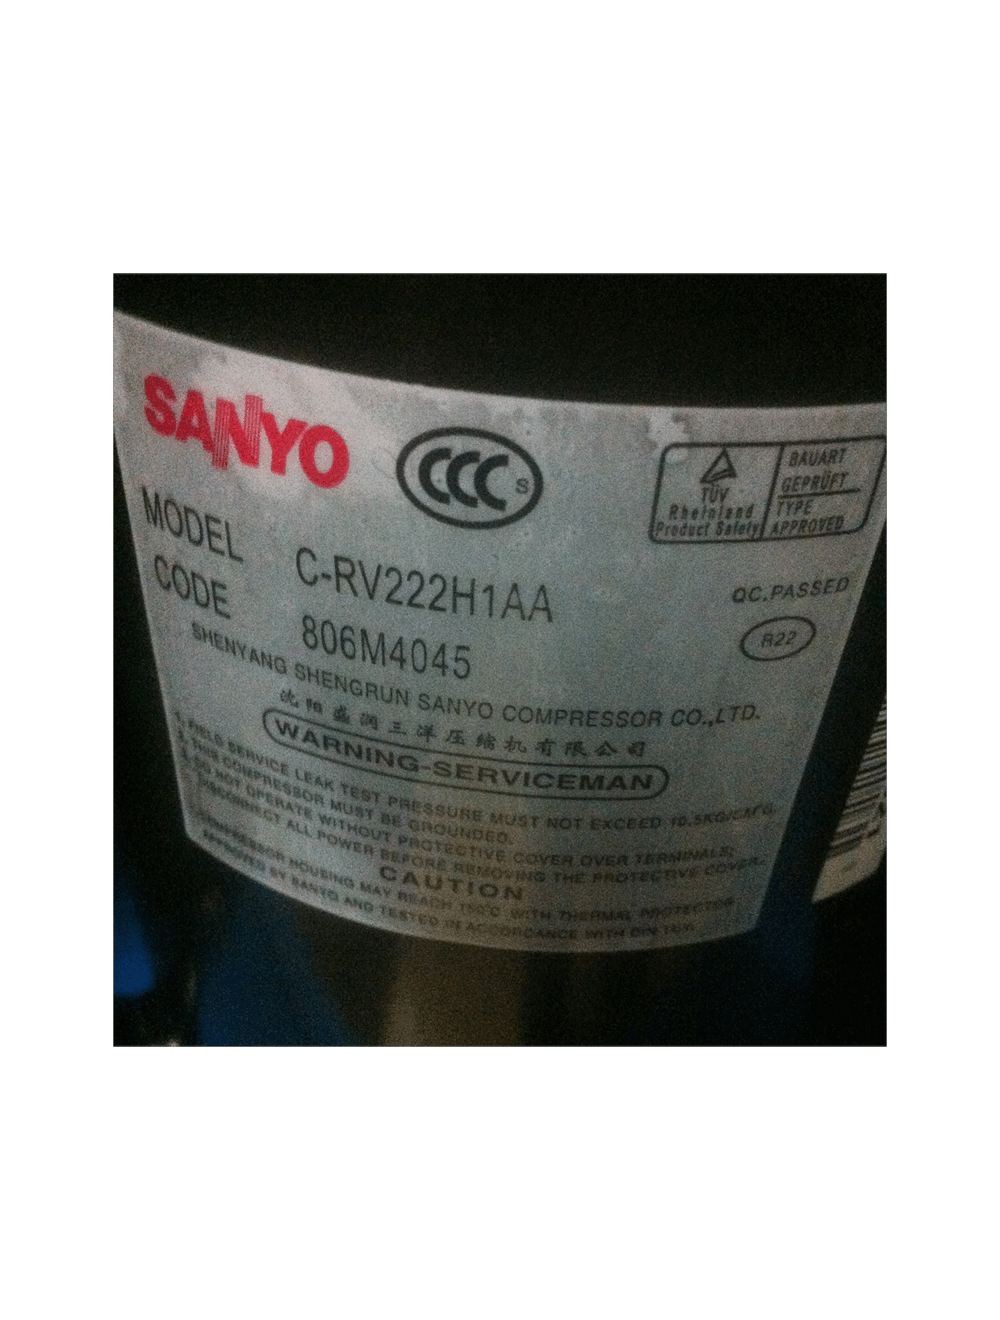 SANYO
CCC S
TÜV
Rheinland
Product Safety
BAUART
GEPRÜFT
TYPE
APPROVED
MODEL C-RV222H1AA
CODE 806M4045
QC.PASSED
R22
SHENYANG SHENGRUN SANYO COMPRESSOR CO.,LTD.
沈阳盛润三洋压缩机有限公司
WARNING-SERVICEMAN
1. FIELD SERVICE LEAK TEST PRESSURE MUST NOT EXCEED 10.5KG/CM²G.
2. THIS COMPRESSOR MUST BE GROUNDED.
3. DO NOT OPERATE WITHOUT PROTECTIVE COVER OVER TERMINALS;
DISCONNECT ALL POWER BEFORE REMOVING THE PROTECTIVE COVER.
CAUTION
COMPRESSOR HOUSING MAY REACH 150°C WITH THERMAL PROTECTOR
APPROVED BY SANYO AND TESTED IN ACCORDANCE WITH DIN